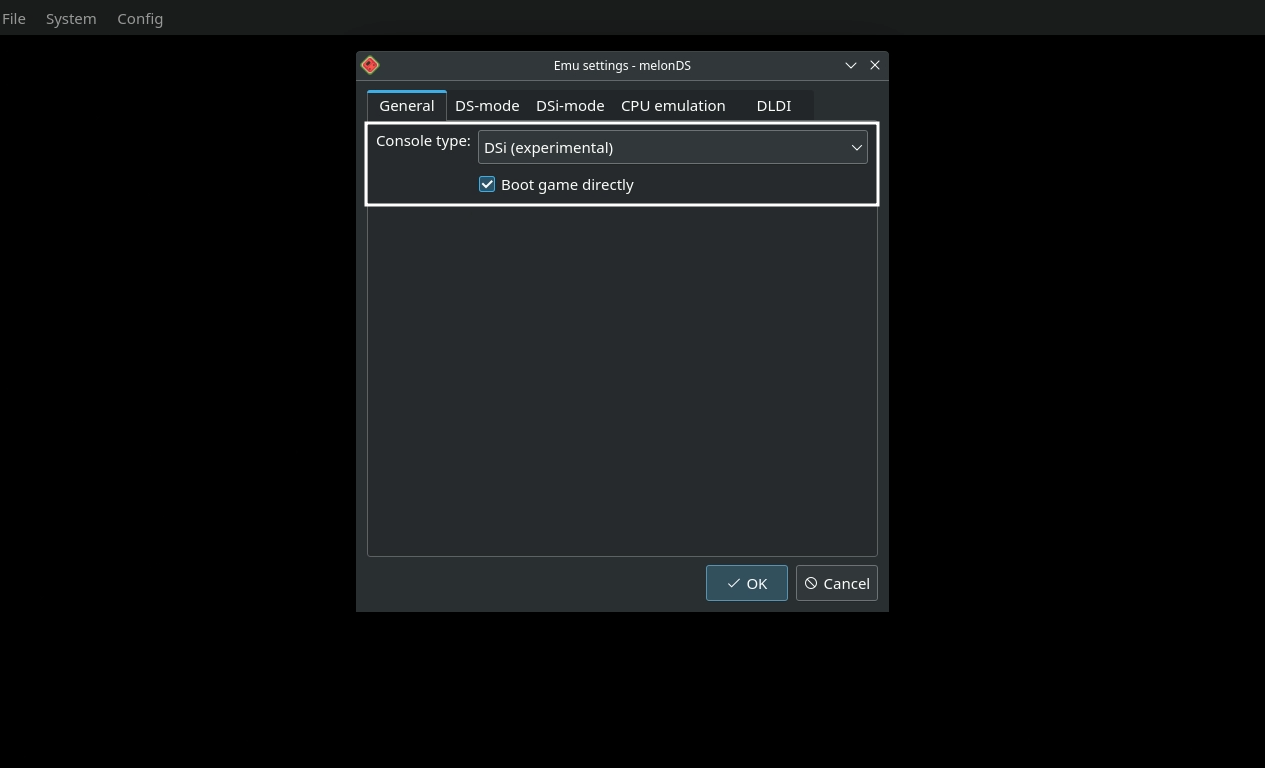 File System Config
Emu settings - melonDS
General DS-mode DSi-mode CPU emulation DLDI
Console type: DSi (experimental)
Boot game directly
OK Cancel